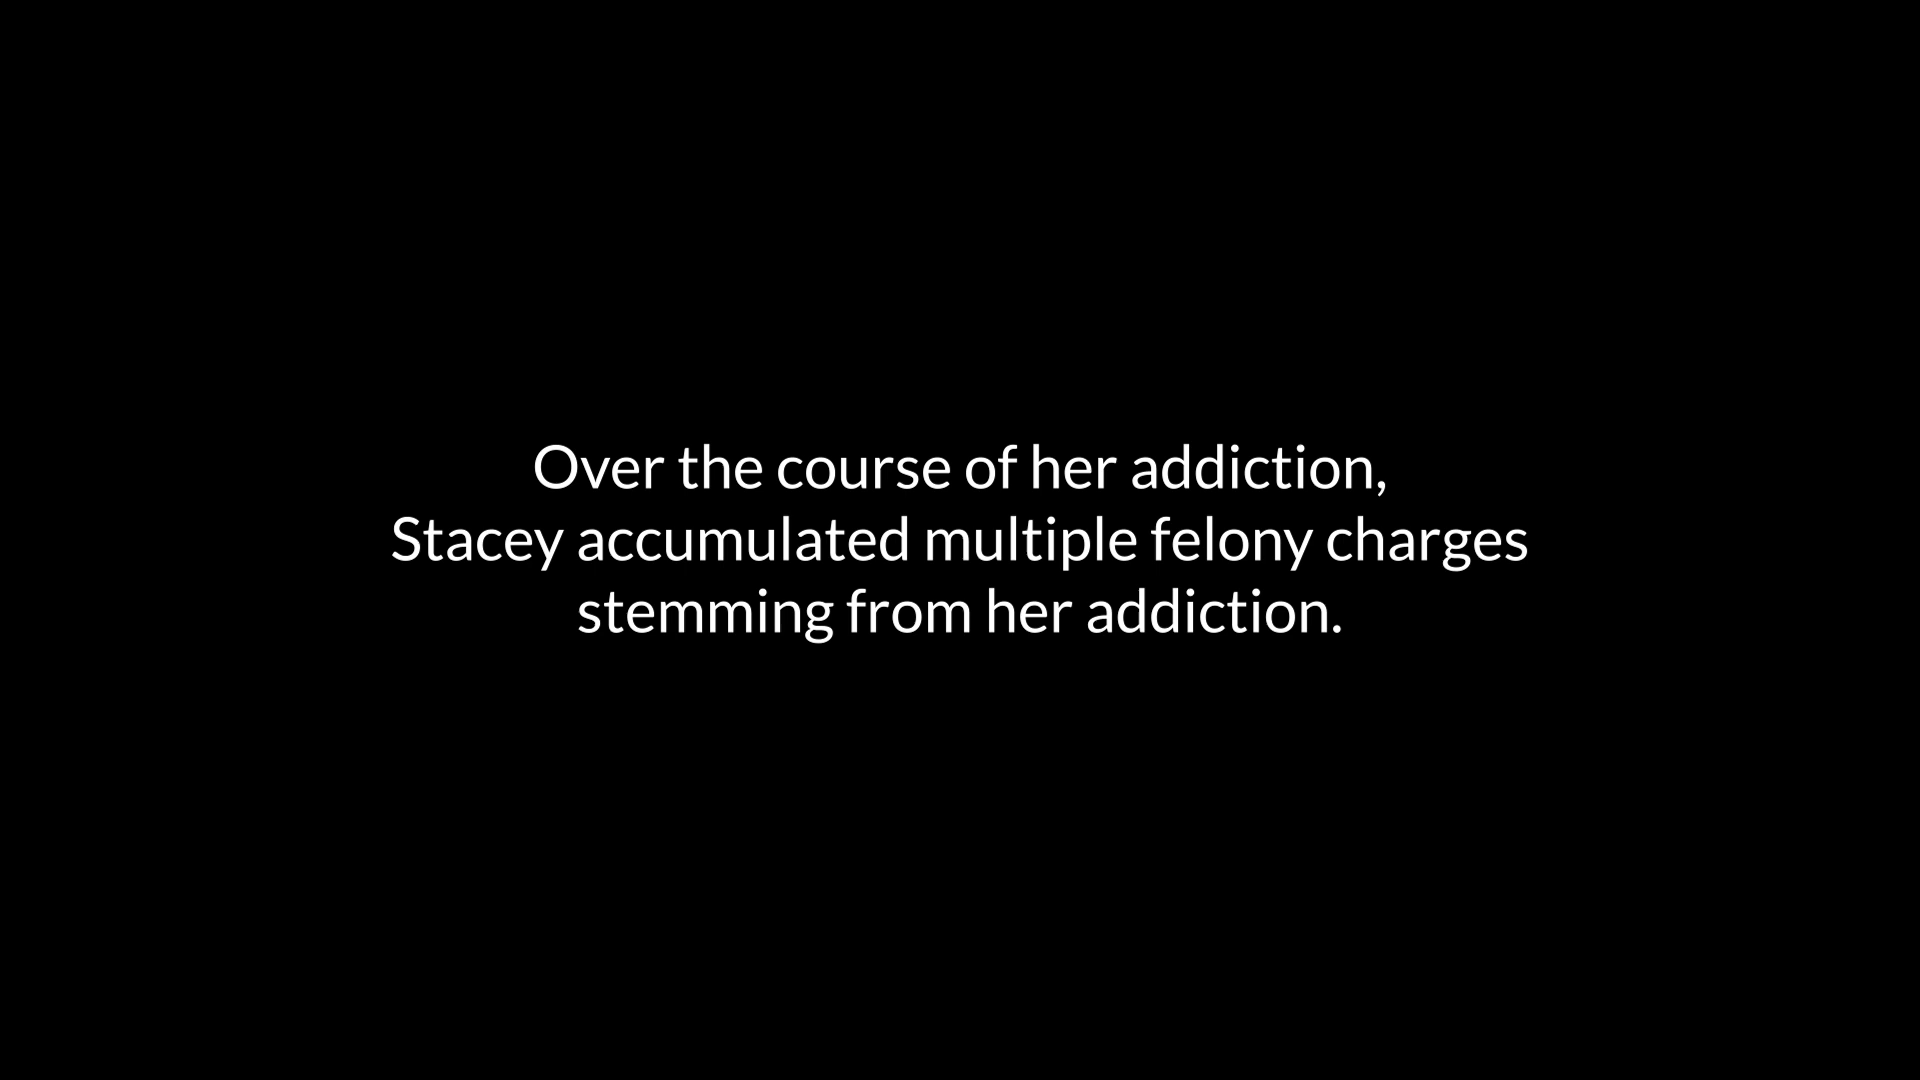 Over the course of her addiction,
Stacey accumulated multiple felony charges
stemming from her addiction.